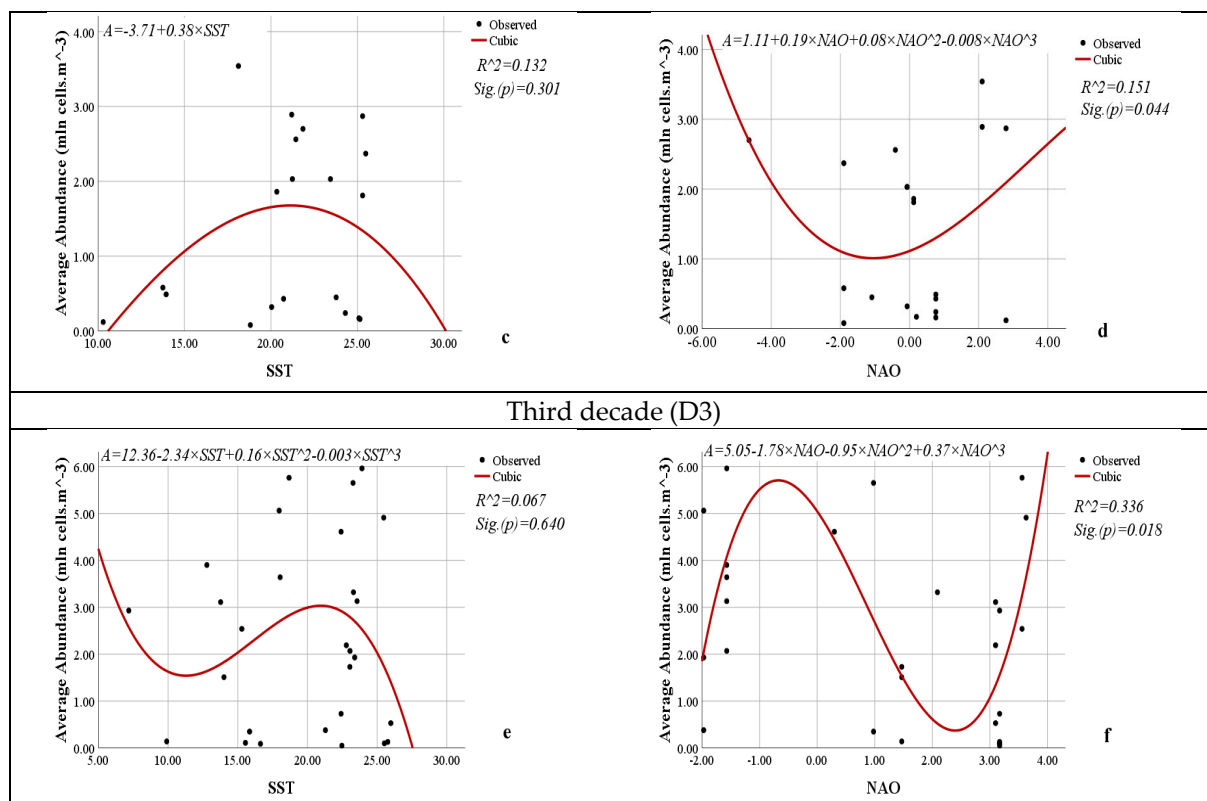 A=-3.71+0.38×SST
Observed
Cubic
R^2=0.132
Sig.(p)=0.301
Average Abundance (mln cells.m^-3)
4.00
3.00
2.00
1.00
0.00
10.00 15.00 20.00 25.00 30.00
SST
c
A=1.11+0.19×NAO+0.08×NAO^2-0.008×NAO^3
Observed
Cubic
R^2=0.151
Sig.(p)=0.044
Average Abundance (mln cells.m^-3)
4.00
3.00
2.00
1.00
0.00
-6.00 -4.00 -2.00 0.00 2.00 4.00
NAO
d
Third decade (D3)
A=12.36-2.34×SST+0.16×SST^2-0.003×SST^3
Observed
Cubic
R^2=0.067
Sig.(p)=0.640
Average Abundance (mln cells.m^-3)
6.00
5.00
4.00
3.00
2.00
1.00
0.00
5.00 10.00 15.00 20.00 25.00 30.00
SST
e
A=5.05-1.78×NAO-0.95×NAO^2+0.37×NAO^3
Observed
Cubic
R^2=0.336
Sig.(p)=0.018
Average Abundance (mln cells.m^-3)
6.00
5.00
4.00
3.00
2.00
1.00
0.00
-2.00 -1.00 0.00 1.00 2.00 3.00 4.00
NAO
f